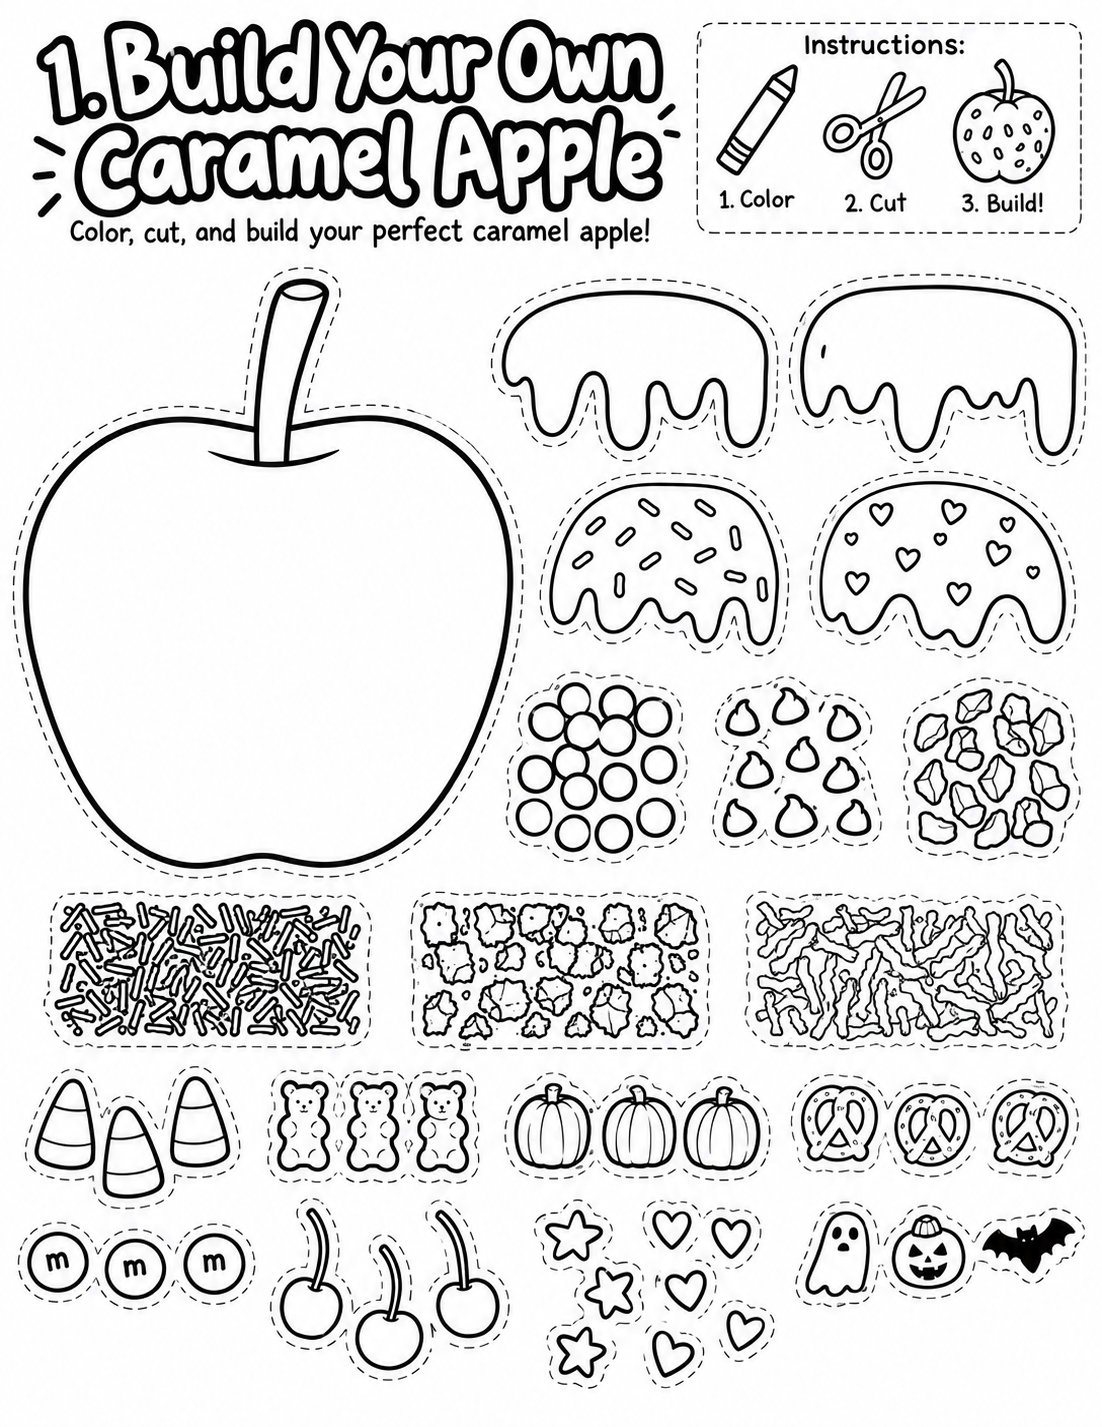 1. Build Your Own
Caramel Apple
Color, cut, and build your perfect caramel apple!
Instructions:
1. Color
2. Cut
3. Build!
m
m
m